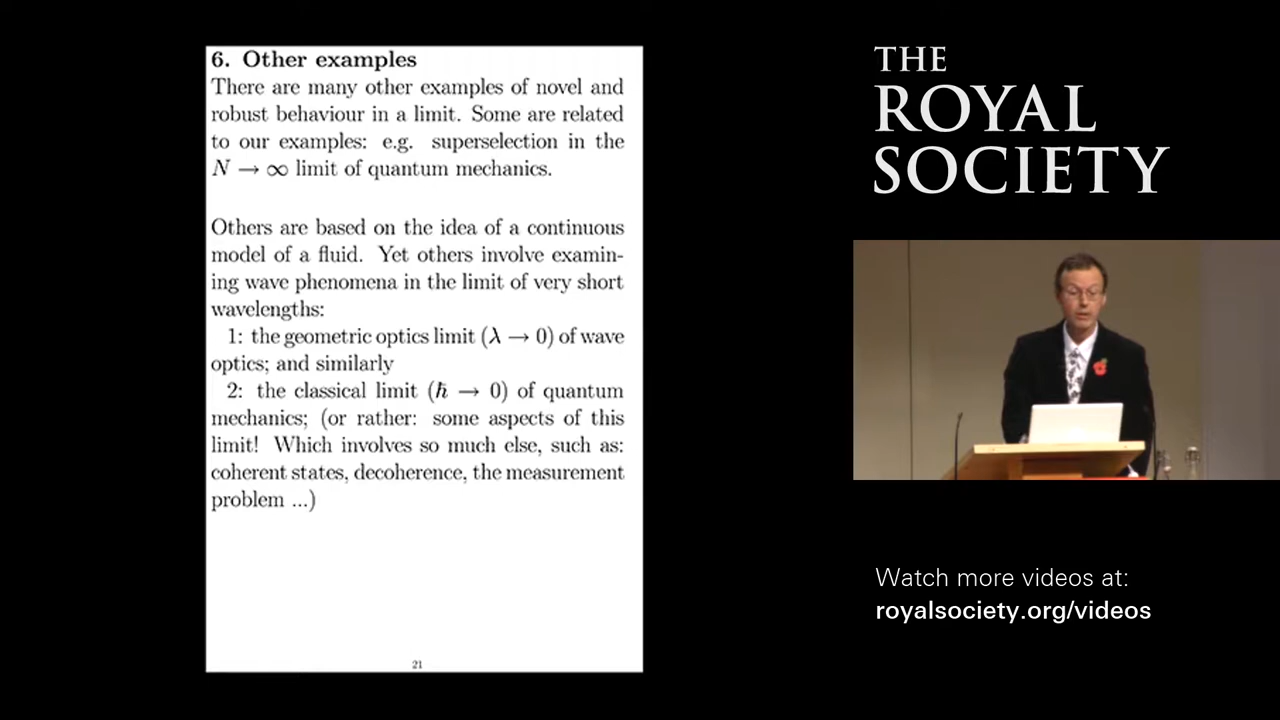 6. Other examples
There are many other examples of novel and
robust behaviour in a limit. Some are related
to our examples: e.g. superselection in the
N → ∞ limit of quantum mechanics.
Others are based on the idea of a continuous
model of a fluid. Yet others involve examin-
ing wave phenomena in the limit of very short
wavelengths:
1: the geometric optics limit (λ → 0) of wave
optics; and similarly
2: the classical limit (ħ → 0) of quantum
mechanics; (or rather: some aspects of this
limit! Which involves so much else, such as:
coherent states, decoherence, the measurement
problem ...)
21
THE
ROYAL
SOCIETY
Watch more videos at:
royalsociety.org/videos